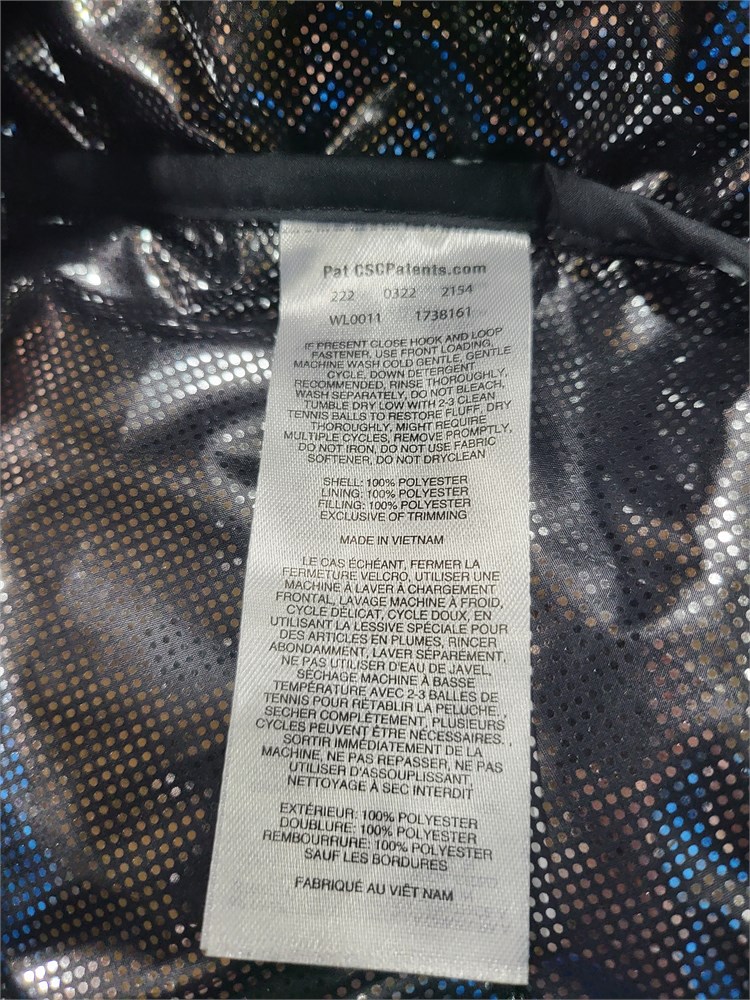 Pat CSCPatents.com
222 0322 2154
WL0011 1738161
IF PRESENT CLOSE HOOK AND LOOP
FASTENER, USE FRONT LOADING,
MACHINE WASH COLD GENTLE, GENTLE
CYCLE, DOWN DETERGENT
RECOMMENDED, RINSE THOROUGHLY,
WASH SEPARATELY, DO NOT BLEACH,
TUMBLE DRY LOW WITH 2-3 CLEAN
TENNIS BALLS TO RESTORE FLUFF, DRY
THOROUGHLY, MIGHT REQUIRE
MULTIPLE CYCLES, REMOVE PROMPTLY,
DO NOT IRON, DO NOT USE FABRIC
SOFTENER, DO NOT DRYCLEAN
SHELL: 100% POLYESTER
LINING: 100% POLYESTER
FILLING: 100% POLYESTER
EXCLUSIVE OF TRIMMING
MADE IN VIETNAM
LE CAS ÉCHÉANT, FERMER LA
FERMETURE VELCRO, UTILISER UNE
MACHINE À LAVER À CHARGEMENT
FRONTAL, LAVAGE MACHINE À FROID,
CYCLE DÉLICAT, CYCLE DOUX, EN
UTILISANT LA LESSIVE SPÉCIALE POUR
DES ARTICLES EN PLUMES, RINCER
ABONDAMMENT, LAVER SÉPARÉMENT,
NE PAS UTILISER D'EAU DE JAVEL,
SÉCHAGE MACHINE À BASSE
TEMPÉRATURE AVEC 2-3 BALLES DE
TENNIS POUR RÉTABLIR LA PELUCHE,
SECHER COMPLÈTEMENT, PLUSIEURS
CYCLES PEUVENT ÊTRE NÉCESSAIRES.
SORTIR IMMÉDIATEMENT DE LA
MACHINE, NE PAS REPASSER, NE PAS
UTILISER D'ASSOUPLISSANT,
NETTOYAGE À SEC INTERDIT
EXTÉRIEUR: 100% POLYESTER
DOUBLURE: 100% POLYESTER
REMBOURRURE: 100% POLYESTER
SAUF LES BORDURES
FABRIQUÉ AU VIÊT NAM